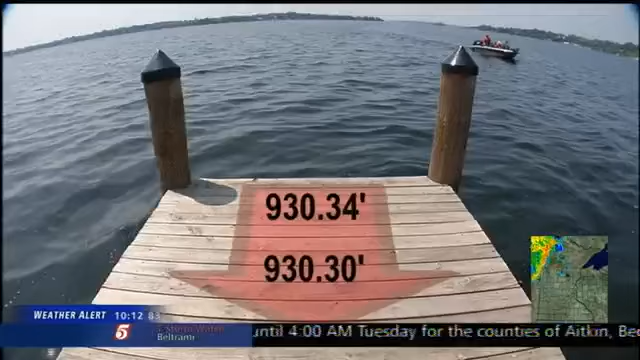 930.34'
930.30'
WEATHER ALERT 10:12 83
5
Beltrami
until 4:00 AM Tuesday for the counties of Aitkin, Bec